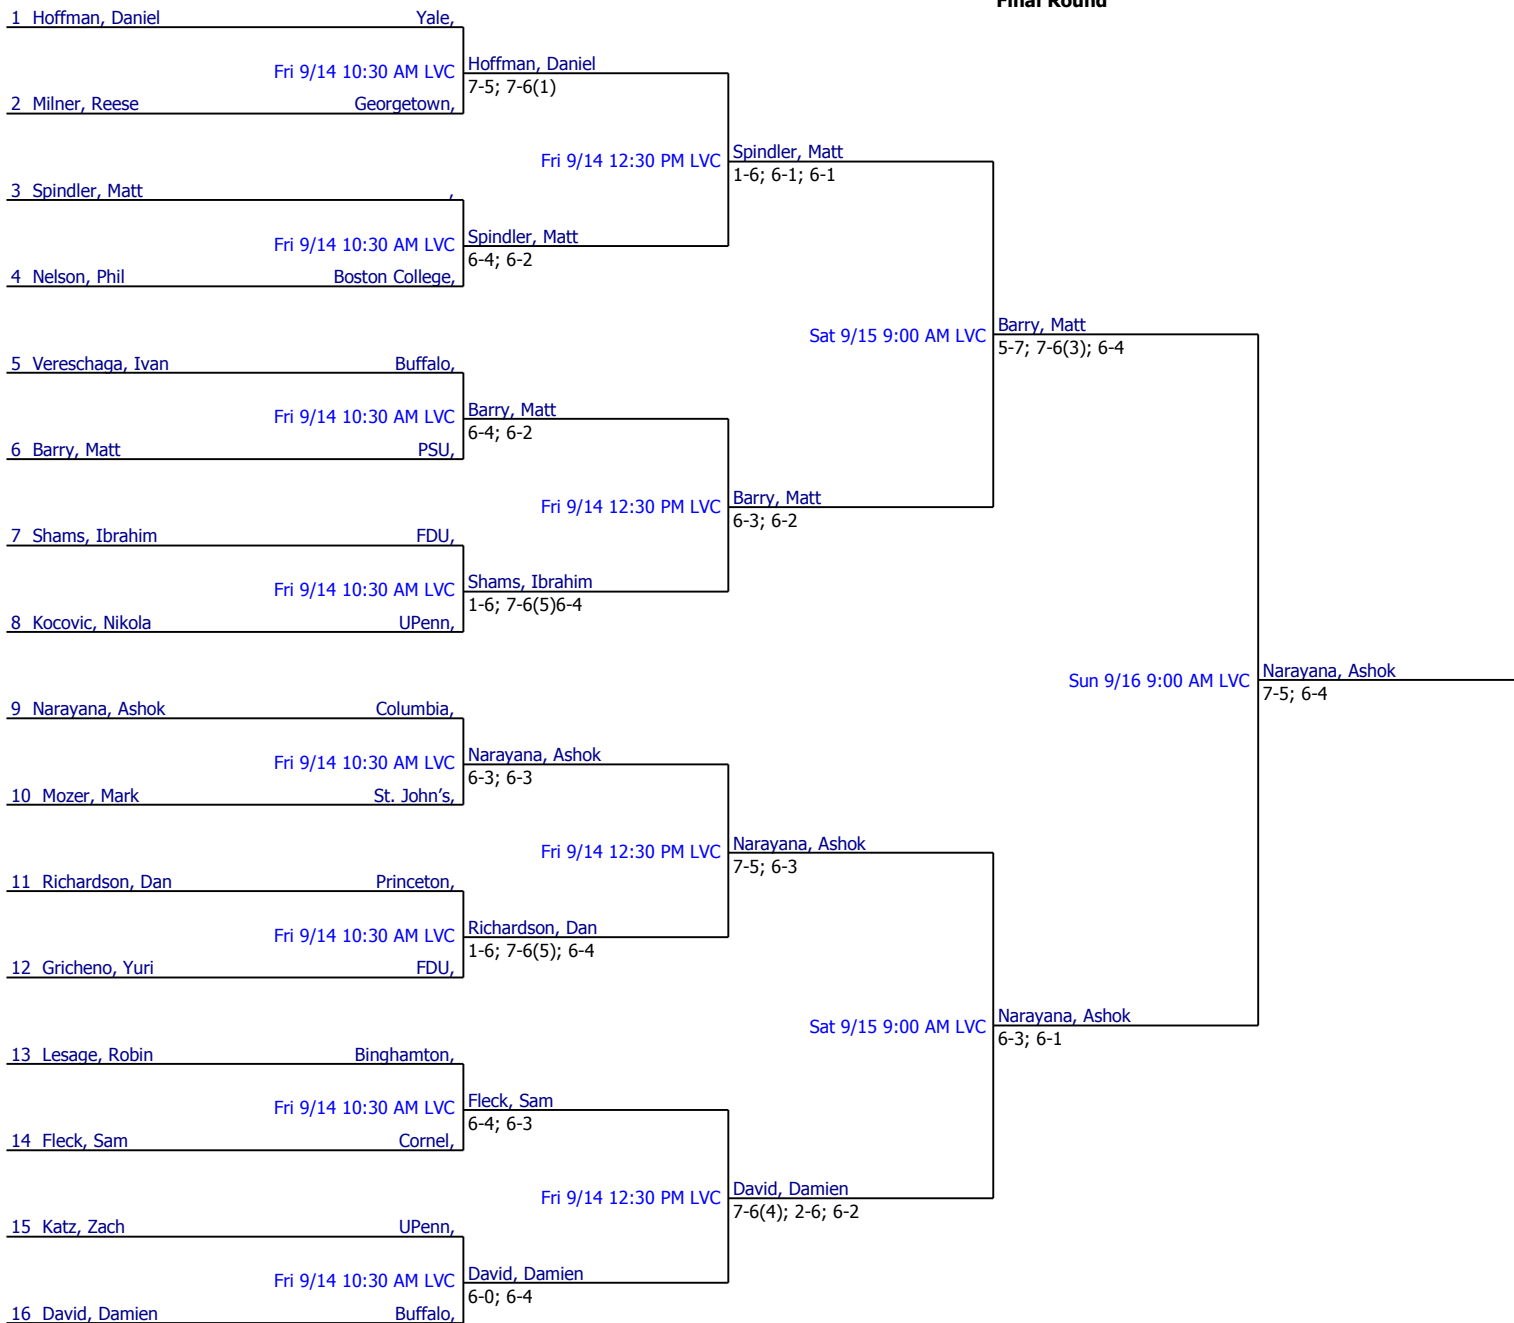 Final Round
1 Hoffman, Daniel Yale,
Fri 9/14 10:30 AM LVC Hoffman, Daniel
7-5; 7-6(1)
2 Milner, Reese Georgetown,
Fri 9/14 12:30 PM LVC Spindler, Matt
1-6; 6-1; 6-1
3 Spindler, Matt ,
Fri 9/14 10:30 AM LVC Spindler, Matt
6-4; 6-2
4 Nelson, Phil Boston College,
Sat 9/15 9:00 AM LVC Barry, Matt
5-7; 7-6(3); 6-4
5 Vereschaga, Ivan Buffalo,
Fri 9/14 10:30 AM LVC Barry, Matt
6-4; 6-2
6 Barry, Matt PSU,
Fri 9/14 12:30 PM LVC Barry, Matt
6-3; 6-2
7 Shams, Ibrahim FDU,
Fri 9/14 10:30 AM LVC Shams, Ibrahim
1-6; 7-6(5)6-4
8 Kocovic, Nikola UPenn,
Sun 9/16 9:00 AM LVC Narayana, Ashok
7-5; 6-4
9 Narayana, Ashok Columbia,
Fri 9/14 10:30 AM LVC Narayana, Ashok
6-3; 6-3
10 Mozer, Mark St. John’s,
Fri 9/14 12:30 PM LVC Narayana, Ashok
7-5; 6-3
11 Richardson, Dan Princeton,
Fri 9/14 10:30 AM LVC Richardson, Dan
1-6; 7-6(5); 6-4
12 Gricheno, Yuri FDU,
Sat 9/15 9:00 AM LVC Narayana, Ashok
6-3; 6-1
13 Lesage, Robin Binghamton,
Fri 9/14 10:30 AM LVC Fleck, Sam
6-4; 6-3
14 Fleck, Sam Cornel,
Fri 9/14 12:30 PM LVC David, Damien
7-6(4); 2-6; 6-2
15 Katz, Zach UPenn,
Fri 9/14 10:30 AM LVC David, Damien
6-0; 6-4
16 David, Damien Buffalo,